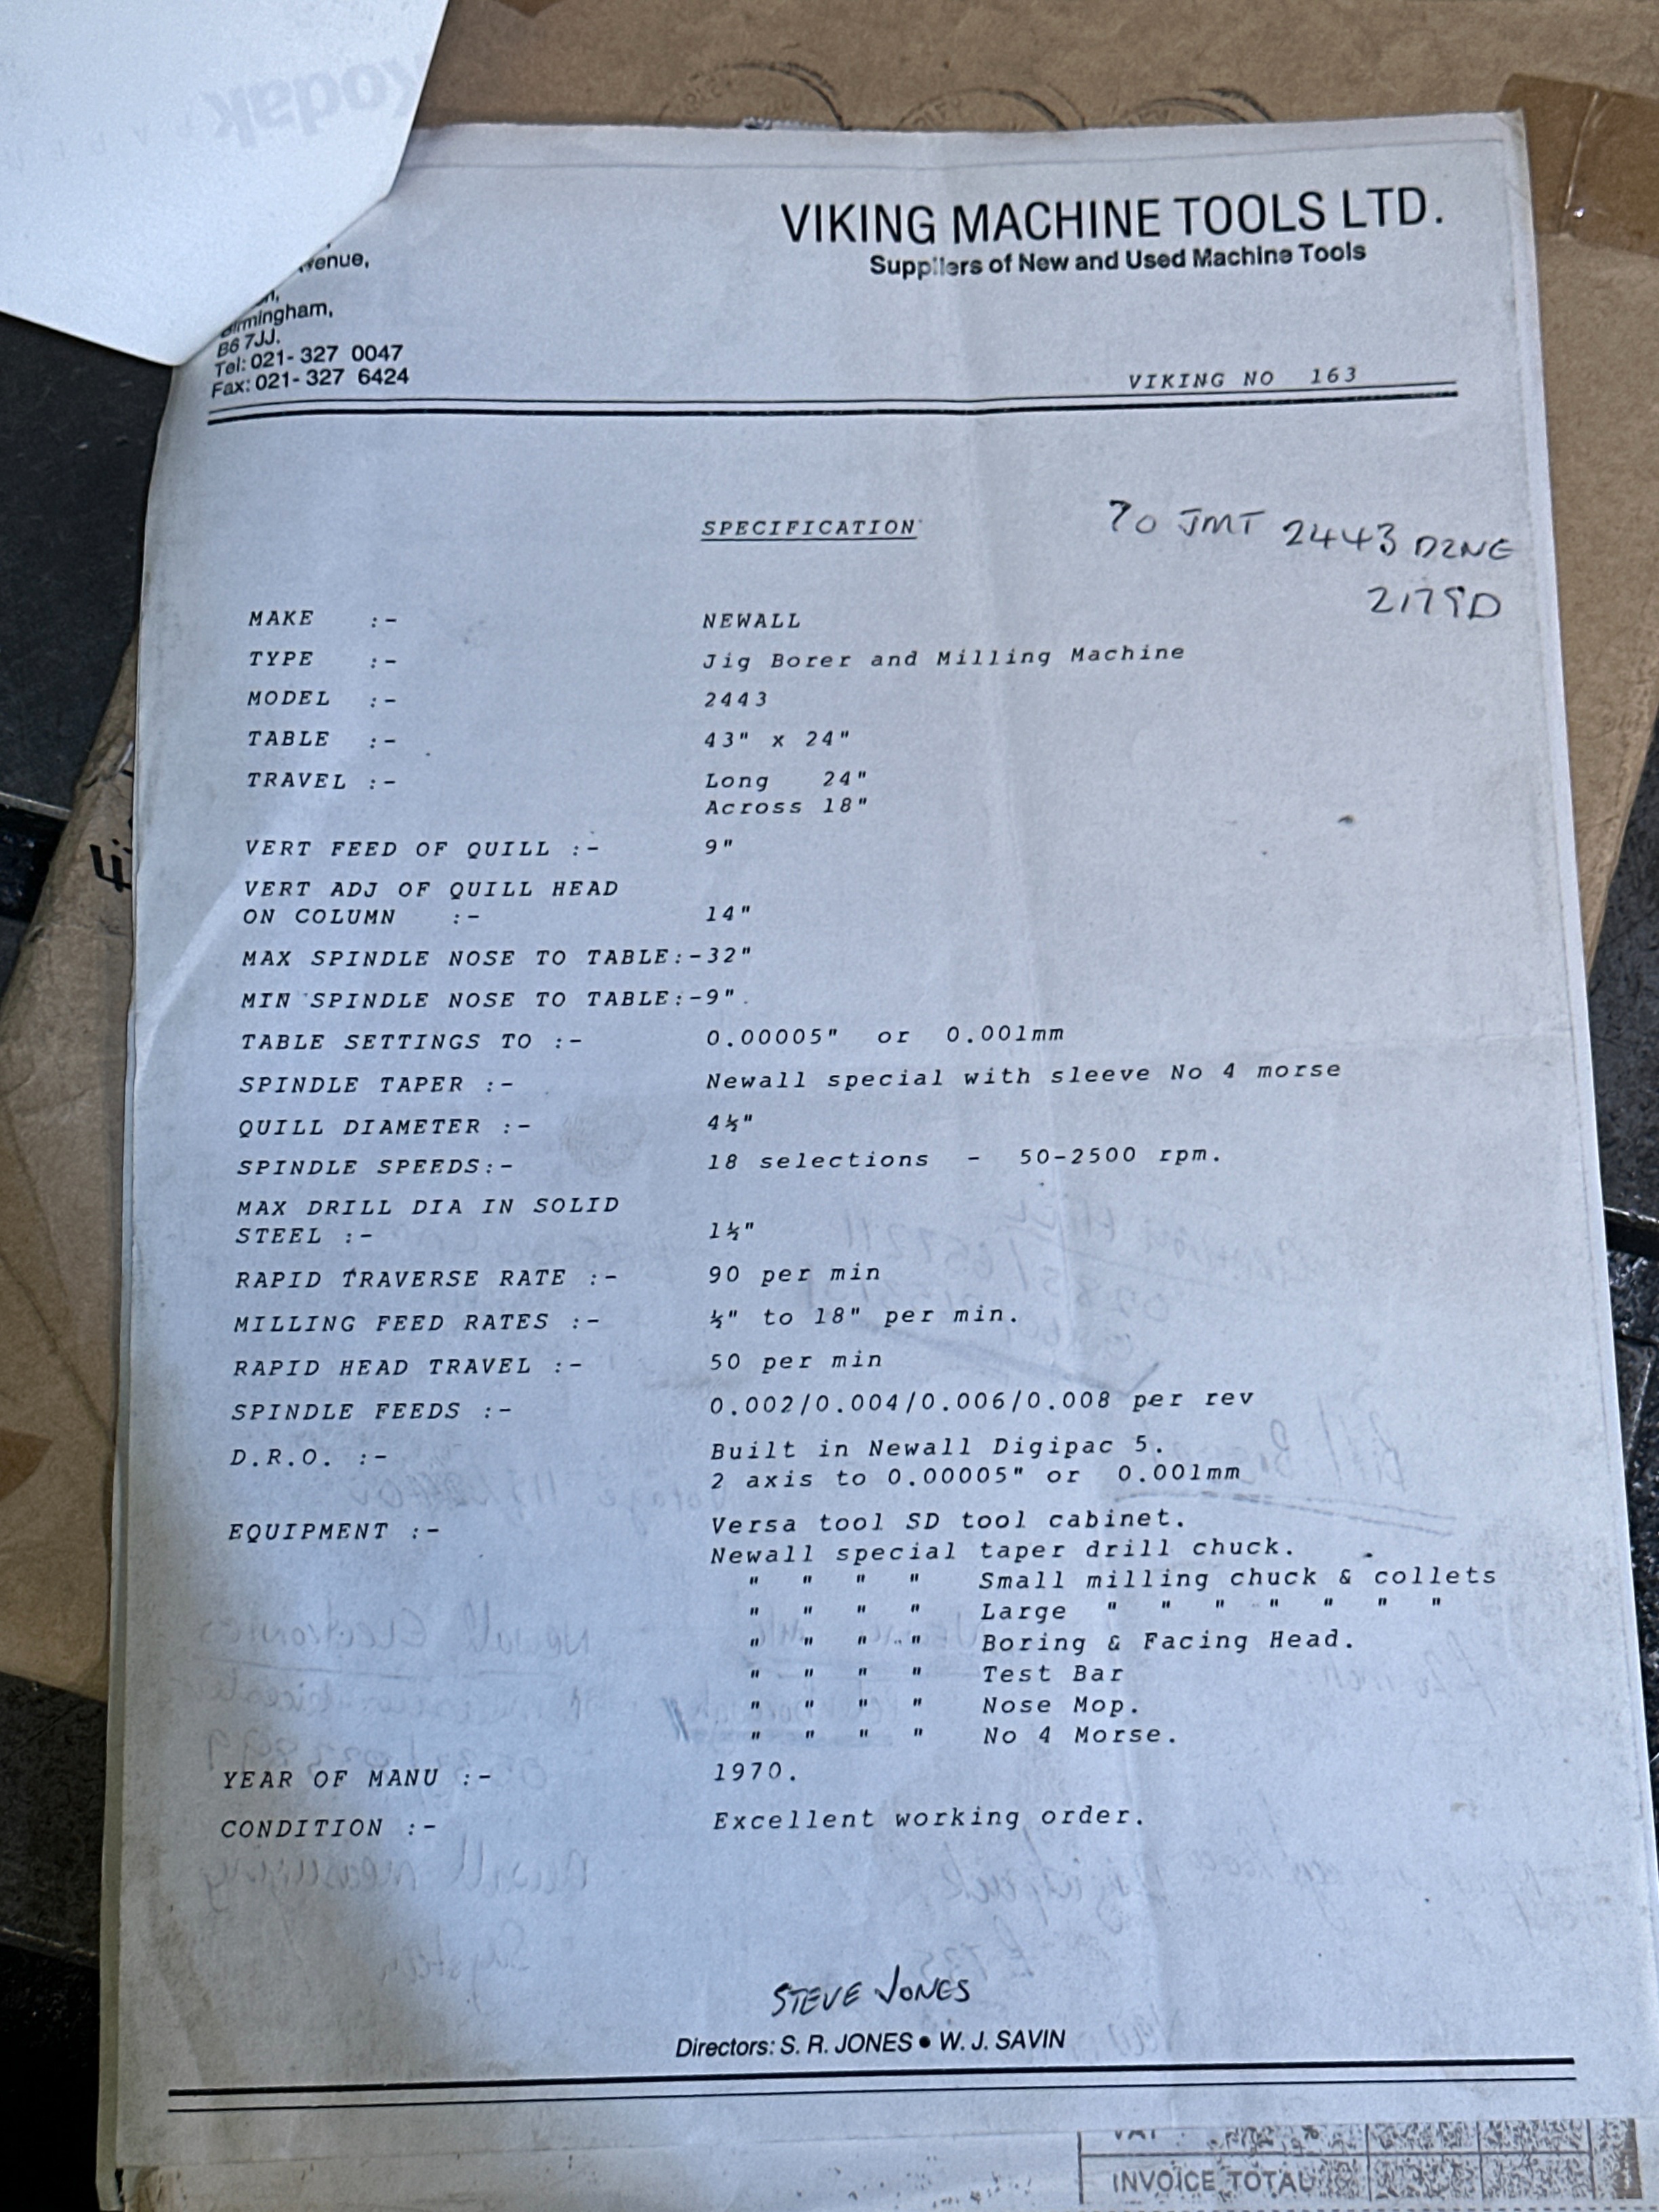 Kodak
VIKING MACHINE TOOLS LTD.
Suppliers of New and Used Machine Tools
Birmingham,
B6 7JJ.
Tel: 021- 327 0047
Fax: 021- 327 6424
VIKING NO 163
SPECIFICATION
70 JMT 2443 D2NE
MAKE :- NEWALL
TYPE :- Jig Borer and Milling Machine
MODEL :- 2443
TABLE :- 43" x 24"
TRAVEL :- Long 24"
Across 18"
VERT FEED OF QUILL :- 9"
VERT ADJ OF QUILL HEAD
ON COLUMN :- 14"
MAX SPINDLE NOSE TO TABLE:-32"
MIN SPINDLE NOSE TO TABLE:-9".
TABLE SETTINGS TO :- 0.00005" or 0.001mm
SPINDLE TAPER :- Newall special with sleeve No 4 morse
QUILL DIAMETER :- 4½"
SPINDLE SPEEDS:- 18 selections - 50-2500 rpm.
MAX DRILL DIA IN SOLID
STEEL :- 1½"
RAPID TRAVERSE RATE :- 90 per min
MILLING FEED RATES :- ½" to 18" per min.
RAPID HEAD TRAVEL :- 50 per min
SPINDLE FEEDS :- 0.002/0.004/0.006/0.008 per rev
D.R.O. :- Built in Newall Digipac 5.
2 axis to 0.00005" or 0.001mm
EQUIPMENT :- Versa tool SD tool cabinet.
Newall special taper drill chuck.
" " " " Small milling chuck & collets
" " " " Large " " " " " " "
" " " " Boring & Facing Head.
" " " " Test Bar
" " " " Nose Mop.
" " " " No 4 Morse.
YEAR OF MANU :- 1970.
CONDITION :- Excellent working order.
STEVE JONES
Directors: S. R. JONES • W. J. SAVIN
VAT
INVOICE TOTAL